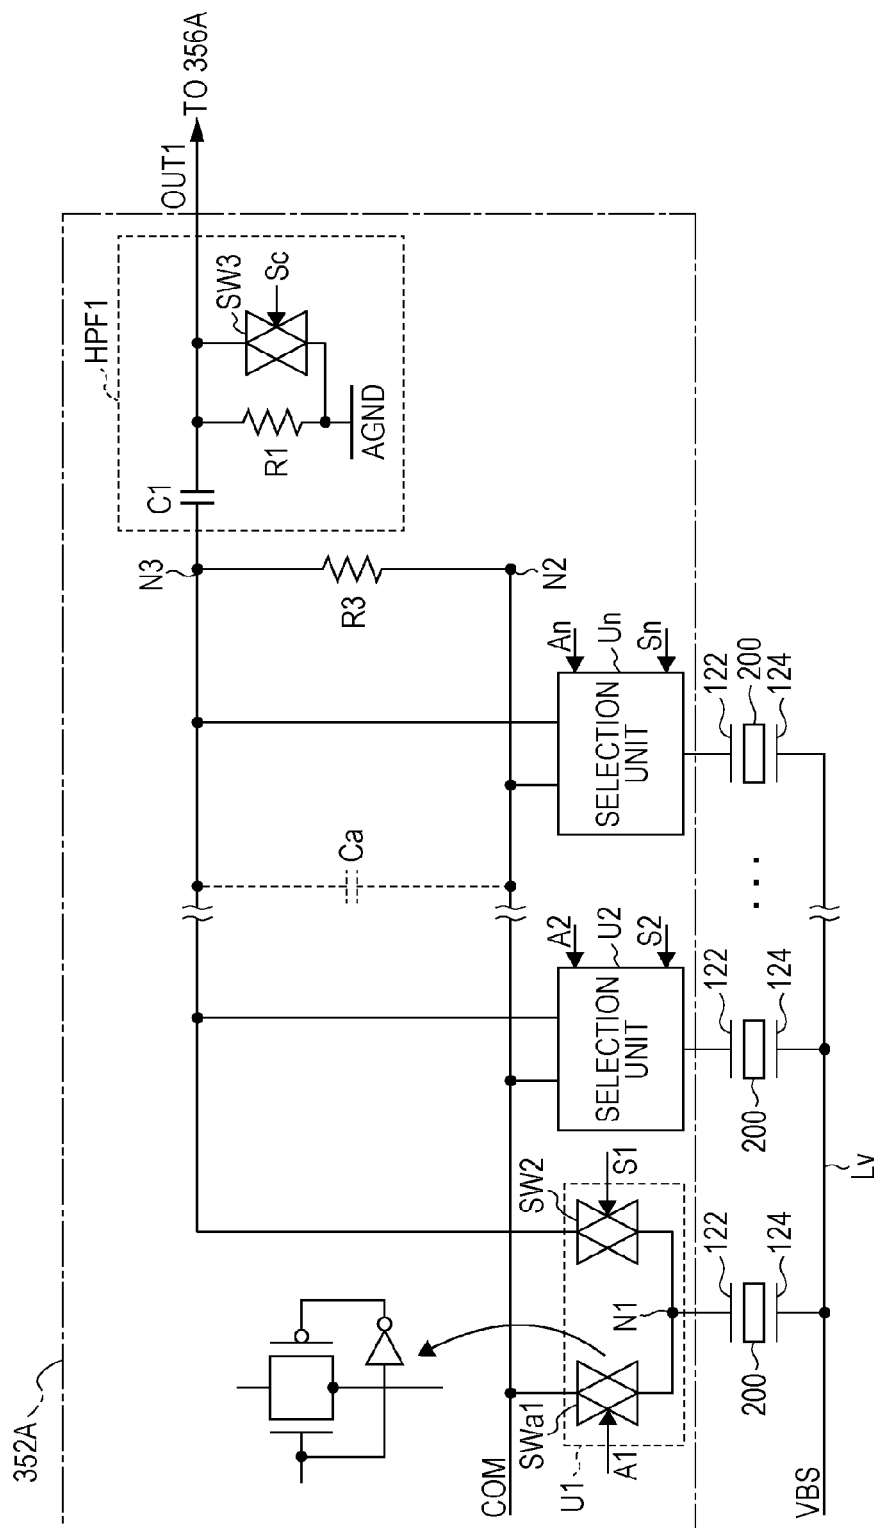 352A
HPF1
OUT1
TO 356A
C1
R1
SW3
Sc
AGND
N3
R3
N2
Ca
COM
SWa1
SW2
A1
U1
S1
N1
SELECTION
UNIT
A2
U2
S2
SELECTION
UNIT
An
Un
Sn
122
200
122
200
124
122
200
124
VBS
Lv
...
124